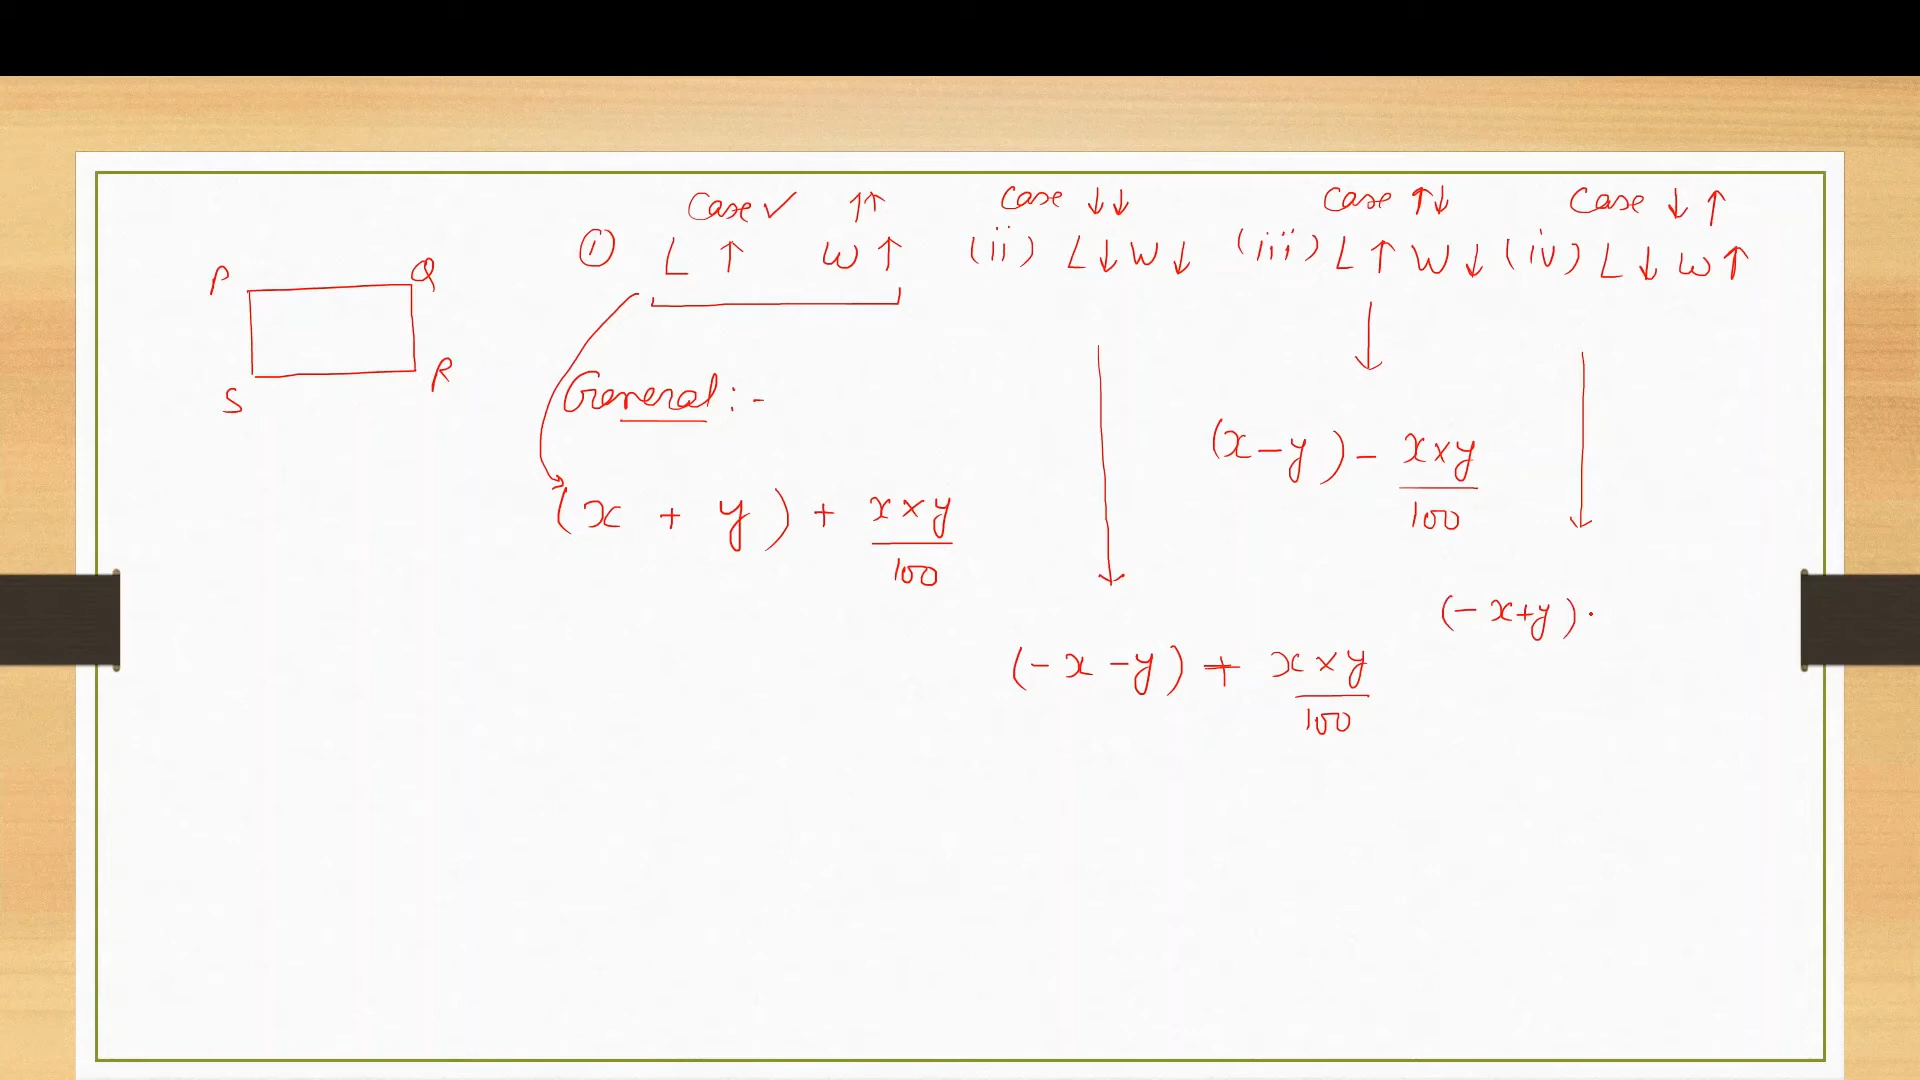 Case ✓ ↑↑ Case ↓↓ Case ↑↓ Case ↓↑
① L ↑ W ↑ (ii) L↓ W↓ (iii) L↑ W↓ (iv) L↓ W↑
P Q
S R
General :-
(x + y) + x×y/100
(x-y) - x×y/100
(-x+y) ·
(-x-y) + x×y/100